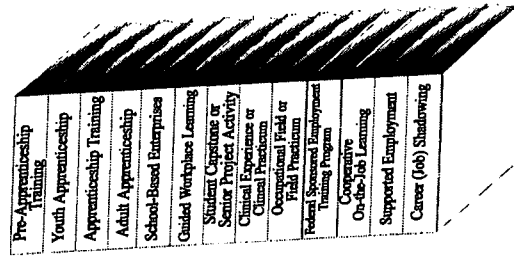 Pre-Apprenticeship
Training
Youth Apprenticeship
Apprenticeship Training
Adult Apprenticeship
School-Based Enterprises
Guided Workplace Learning
Student Capstone or
Senior Project Activity
Clinical Experience or
Clinical Practicum
Occupational Field or
Field Practicum
Federal Sponsored Employment
Training Program
Cooperative
On-the-Job Learning
Supported Employment
Career (Job) Shadowing